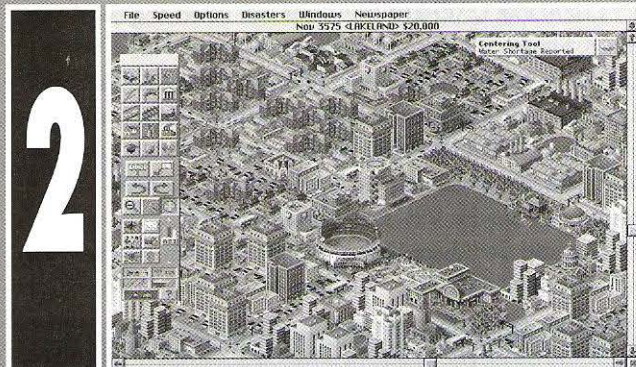 2
File Speed Options Disasters Windows Newspaper
Nov 3575 <LAKELAND> $20,000
Centering Tool
Water Shortage Reported